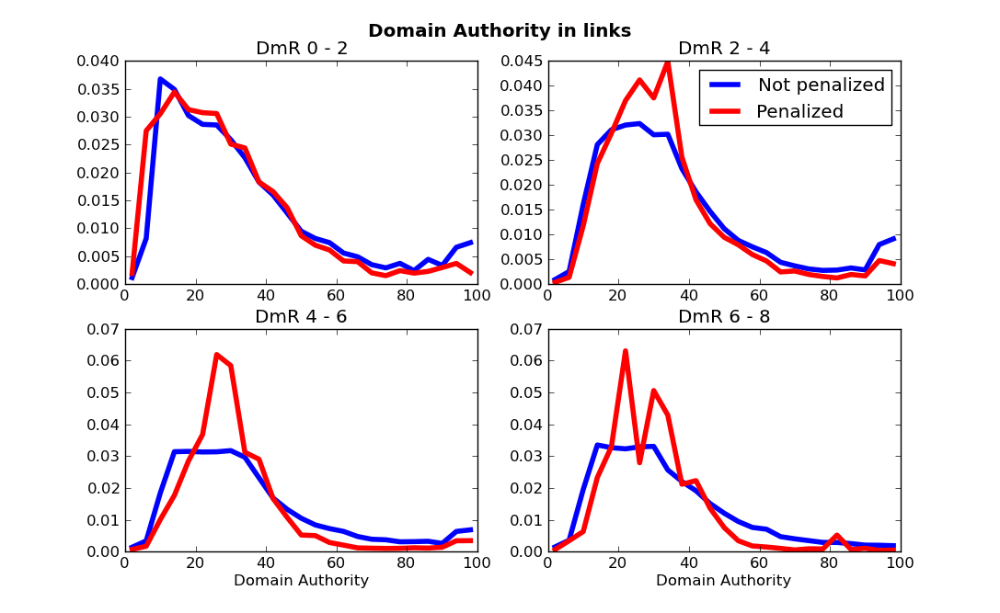 Domain Authority in links
DmR 0 - 2
0.040
0.035
0.030
0.025
0.020
0.015
0.010
0.005
0.000
0 20 40 60 80 100
DmR 2 - 4
0.045
0.040
0.035
0.030
0.025
0.020
0.015
0.010
0.005
0.000
0 20 40 60 80 100
Not penalized
Penalized
DmR 4 - 6
0.07
0.06
0.05
0.04
0.03
0.02
0.01
0.00
0 20 40 60 80 100
Domain Authority
DmR 6 - 8
0.07
0.06
0.05
0.04
0.03
0.02
0.01
0.00
0 20 40 60 80 100
Domain Authority